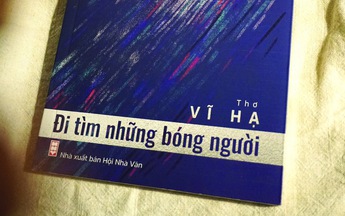 Thơ
VĨ HẠ
Đi tìm những bóng người
Nhà xuất bản Hội Nhà Văn